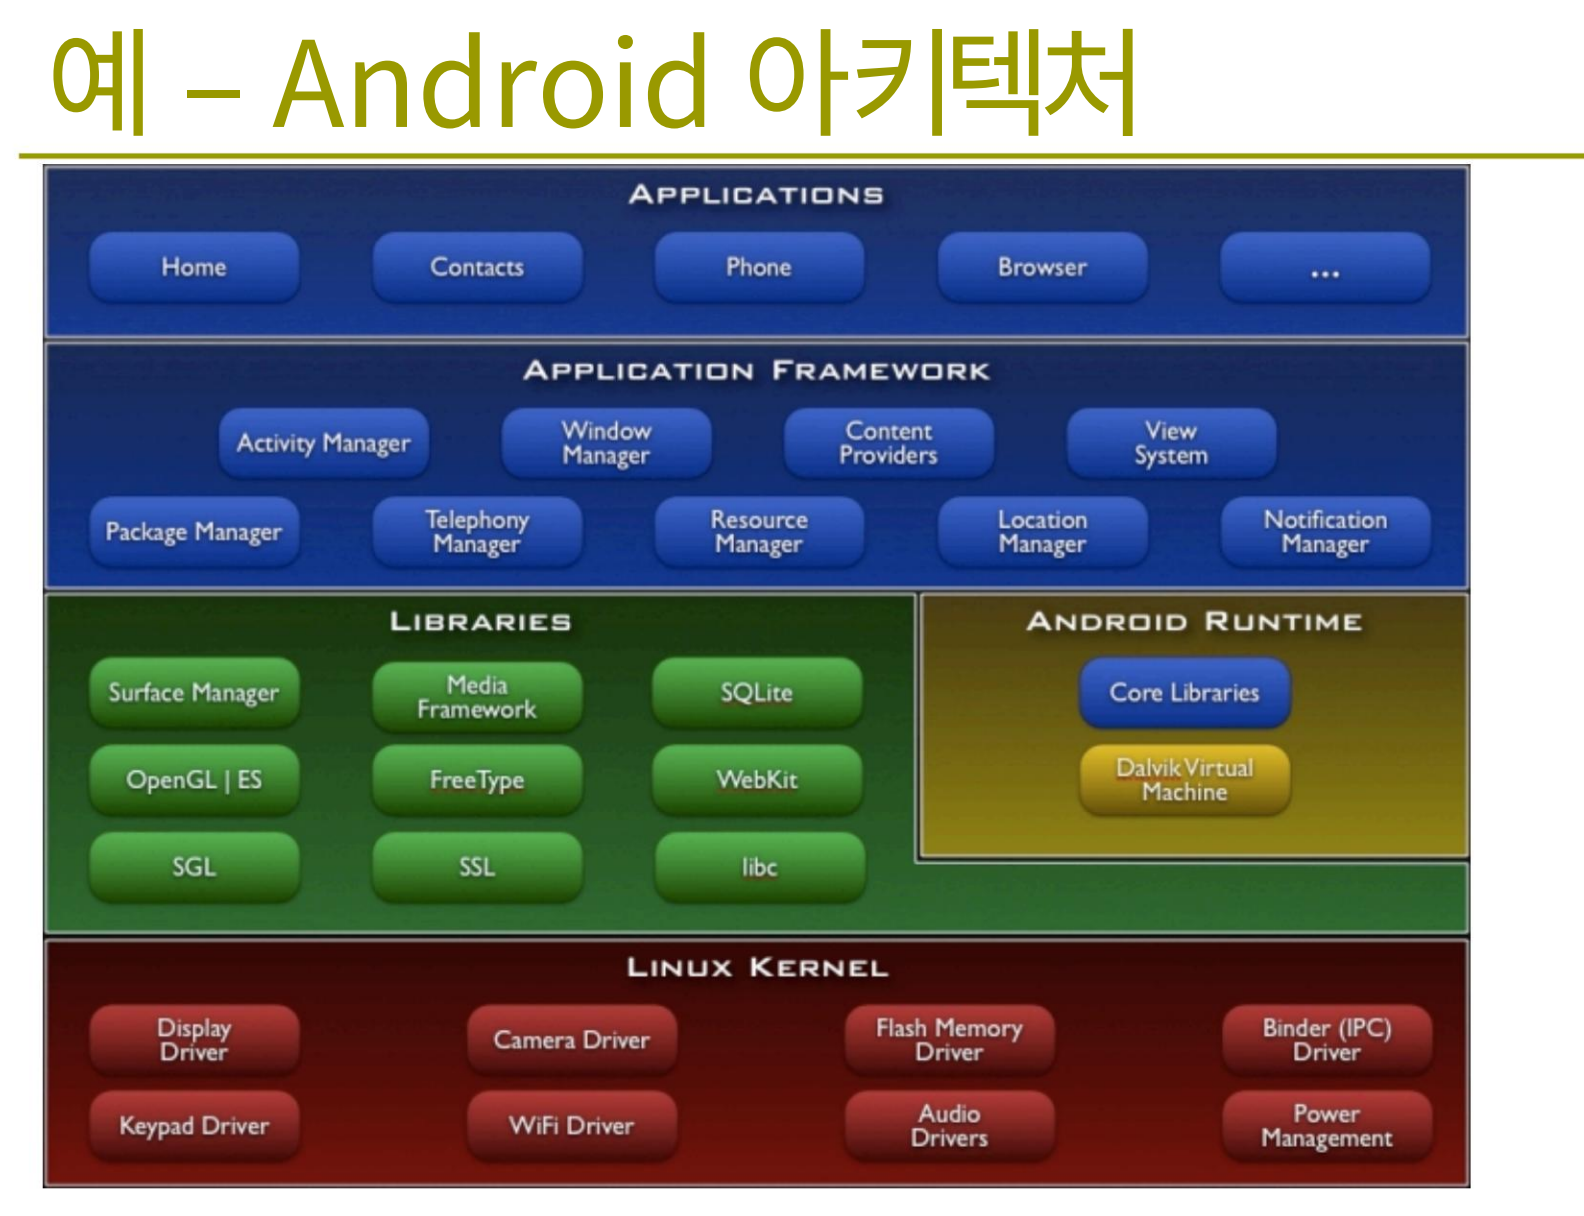 예 – Android 아키텍처
APPLICATIONS
Home
Contacts
Phone
Browser
...
APPLICATION FRAMEWORK
Activity Manager
Window
Manager
Content
Providers
View
System
Package Manager
Telephony
Manager
Resource
Manager
Location
Manager
Notification
Manager
LIBRARIES
Surface Manager
Media
Framework
SQLite
OpenGL | ES
FreeType
WebKit
SGL
SSL
libc
ANDROID RUNTIME
Core Libraries
Dalvik Virtual
Machine
LINUX KERNEL
Display
Driver
Camera Driver
Flash Memory
Driver
Binder (IPC)
Driver
Keypad Driver
WiFi Driver
Audio
Drivers
Power
Management